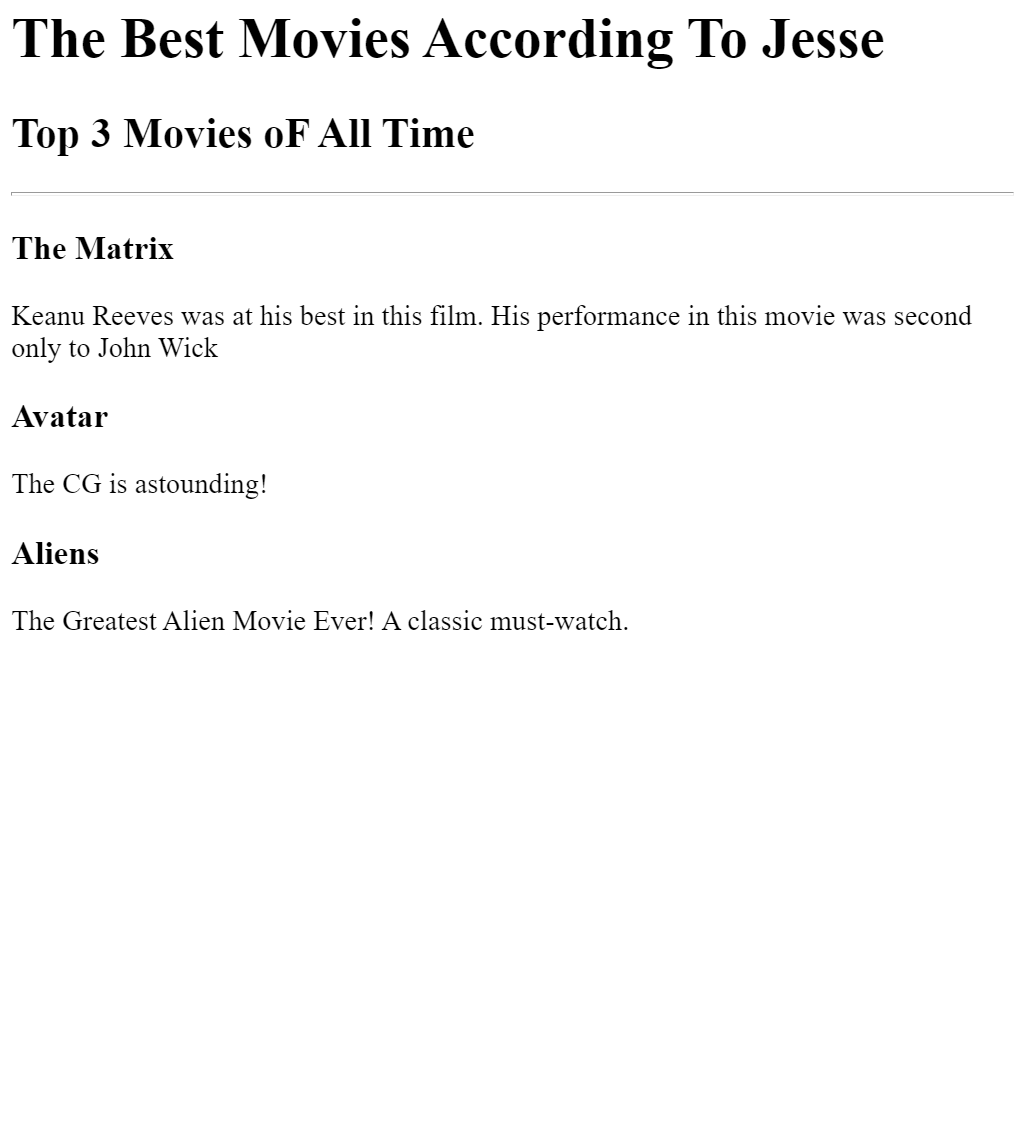 The Best Movies According To Jesse
Top 3 Movies oF All Time
The Matrix
Keanu Reeves was at his best in this film. His performance in this movie was second
only to John Wick
Avatar
The CG is astounding!
Aliens
The Greatest Alien Movie Ever! A classic must-watch.